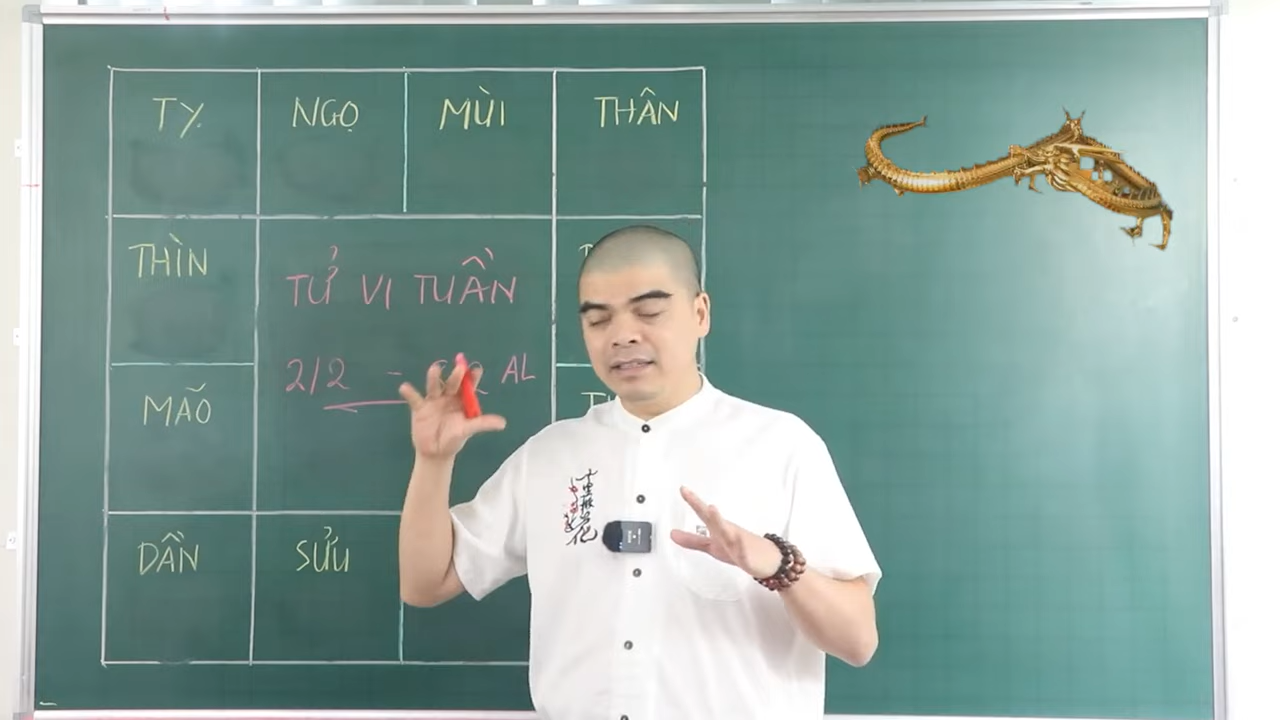 TỴ NGỌ MÙI THÂN
THÌN
TỬ VI TUẦN
2/2 - AL
MÃO
DẦN SỬU